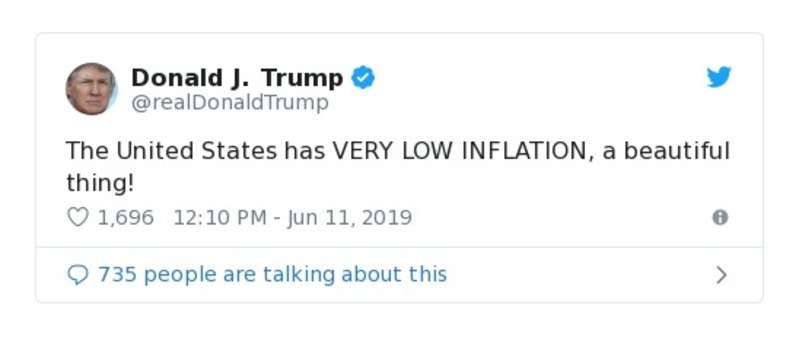 Donald J. Trump
@realDonaldTrump
The United States has VERY LOW INFLATION, a beautiful
thing!
1,696 12:10 PM - Jun 11, 2019
735 people are talking about this